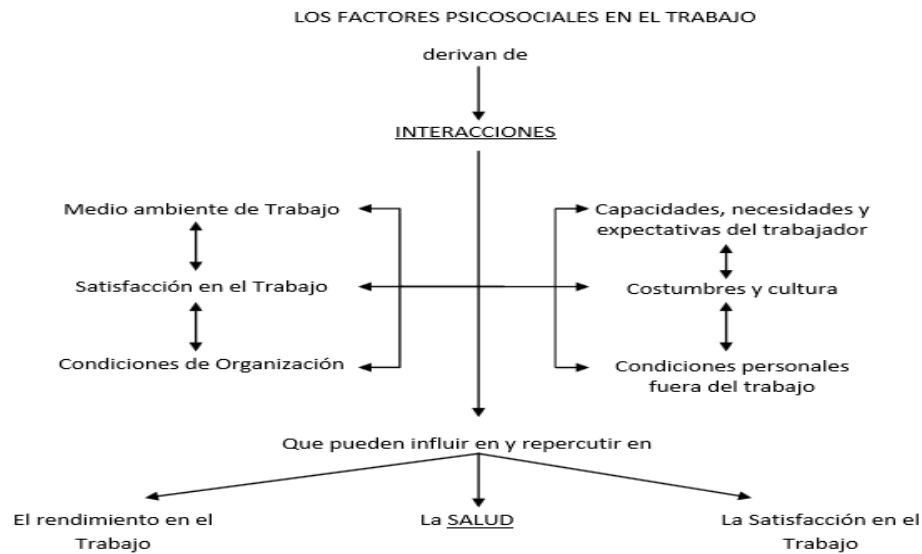 LOS FACTORES PSICOSOCIALES EN EL TRABAJO
derivan de
INTERACCIONES
Medio ambiente de Trabajo
Capacidades, necesidades y
expectativas del trabajador
Satisfacción en el Trabajo
Costumbres y cultura
Condiciones de Organización
Condiciones personales
fuera del trabajo
Que pueden influir en y repercutir en
El rendimiento en el
Trabajo
La SALUD
La Satisfacción en el
Trabajo